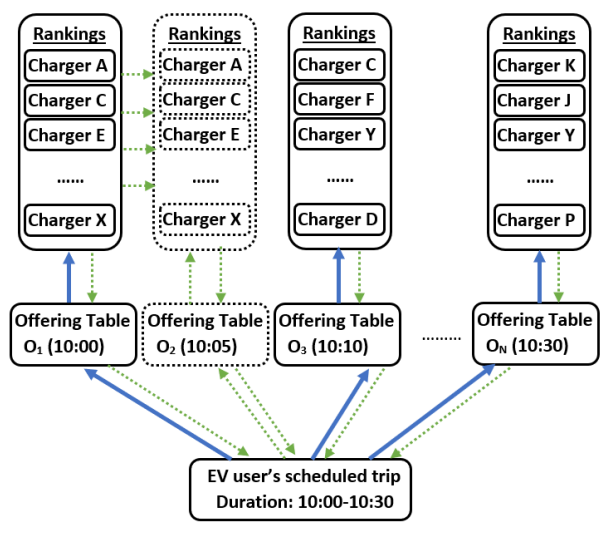 Rankings
Charger A
Charger C
Charger E
......
Charger X
Rankings
Charger A
Charger C
Charger E
......
Charger X
Rankings
Charger C
Charger F
Charger Y
......
Charger D
Rankings
Charger K
Charger J
Charger Y
......
Charger P
Offering Table
O₁ (10:00)
Offering Table
O₂ (10:05)
Offering Table
O₃ (10:10)
.........
Offering Table
O_N (10:30)
EV user’s scheduled trip
Duration: 10:00-10:30